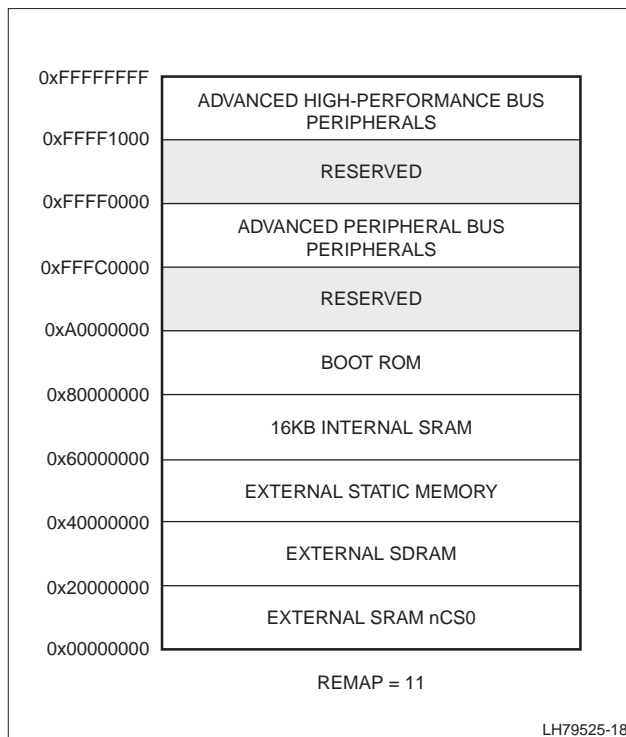 0xFFFFFFFF
ADVANCED HIGH-PERFORMANCE BUS
PERIPHERALS
0xFFFF1000
RESERVED
0xFFFF0000
ADVANCED PERIPHERAL BUS
PERIPHERALS
0xFFFC0000
RESERVED
0xA0000000
BOOT ROM
0x80000000
16KB INTERNAL SRAM
0x60000000
EXTERNAL STATIC MEMORY
0x40000000
EXTERNAL SDRAM
0x20000000
EXTERNAL SRAM nCS0
0x00000000
REMAP = 11
LH79525-18